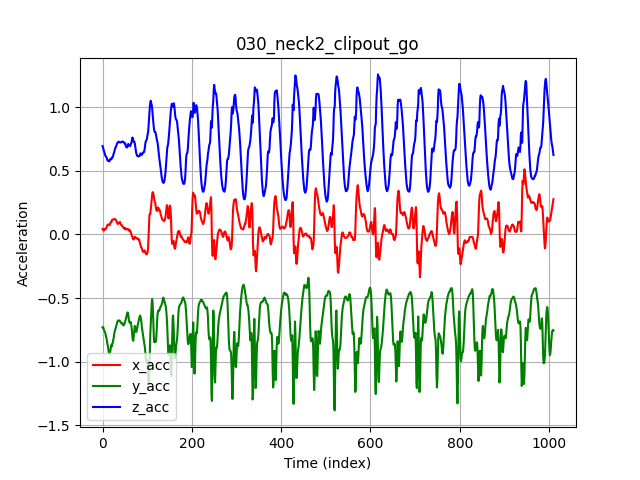 030_neck2_clipout_go
Acceleration
1.0
0.5
0.0
−0.5
−1.0
−1.5
x_acc
y_acc
z_acc
0 200 400 600 800 1000
Time (index)